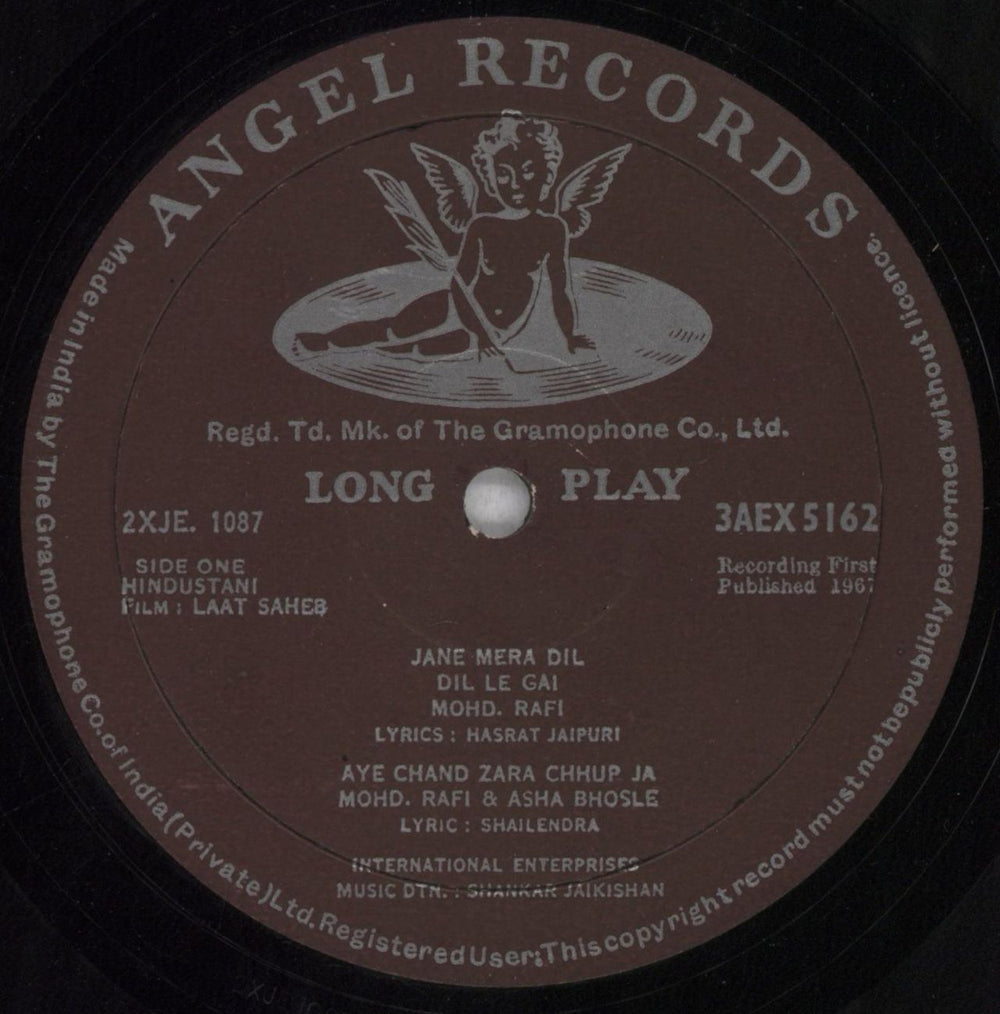 ANGEL RECORDS
Regd. Td. Mk. of The Gramophone Co., Ltd.
LONG PLAY
2XJE. 1087
3AEX 5162
SIDE ONE
HINDUSTANI
FILM : LAAT SAHEB
Recording First
Published 1967
JANE MERA DIL
DIL LE GAI
MOHD. RAFI
LYRICS : HASRAT JAIPURI
AYE CHAND ZARA CHHUP JA
MOHD. RAFI & ASHA BHOSLE
LYRIC : SHAILENDRA
INTERNATIONAL ENTERPRISES
MUSIC DTN. : SHANKAR JAIKISHAN
Made in India by The Gramophone Co. of India (Private) Ltd. Registered User: This copyright record must not be publicly performed without licence.